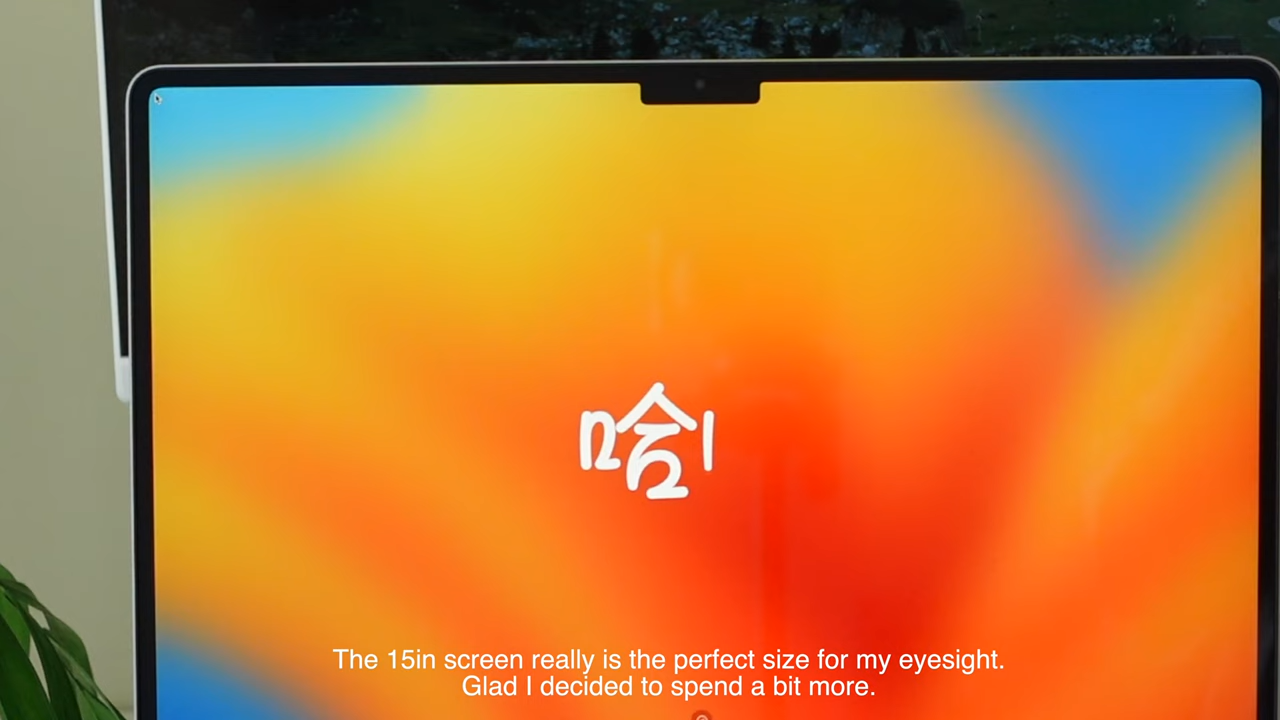 哈
The 15in screen really is the perfect size for my eyesight.
Glad I decided to spend a bit more.